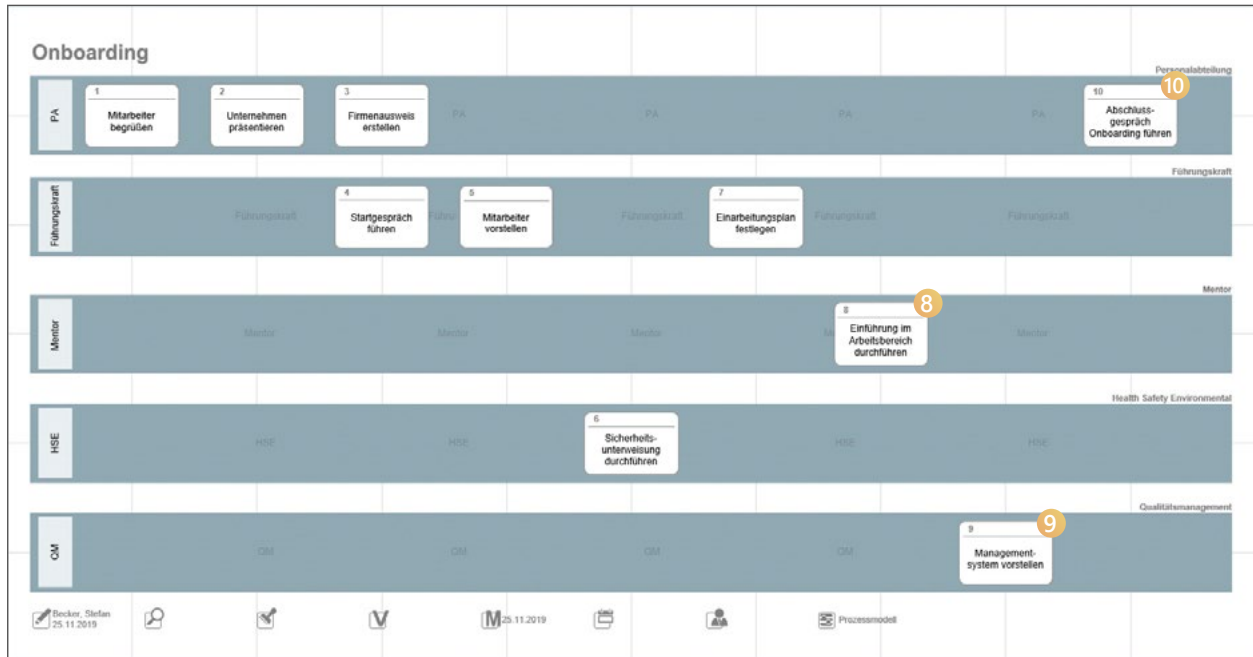 Onboarding
Personalabteilung
PA
1
Mitarbeiter
begrüßen
2
Unternehmen
präsentieren
3
Firmenausweis
erstellen
PA
PA
PA
PA
10
10
Abschluss-
gespräch
Onboarding führen
Führungskraft
Führungskraft
Führungskraft
4
Startgespräch
führen
Führu
5
Mitarbeiter
vorstellen
Führungskraft
7
Einarbeitungsplan
festlegen
Führungskraft
Führungskraft
Mentor
Mentor
Mentor
Mentor
Mentor
M
8
8
Einführung im
Arbeitsbereich
durchführen
Mentor
Health Safety Environmental
HSE
HSE
HSE
6
Sicherheits-
unterweisung
durchführen
HSE
HSE
Qualitätsmanagement
QM
QM
QM
QM
QM
9
9
Management-
system vorstellen
Becker, Stefan
25.11.2019
V
M 25.11.2019
Prozessmodell